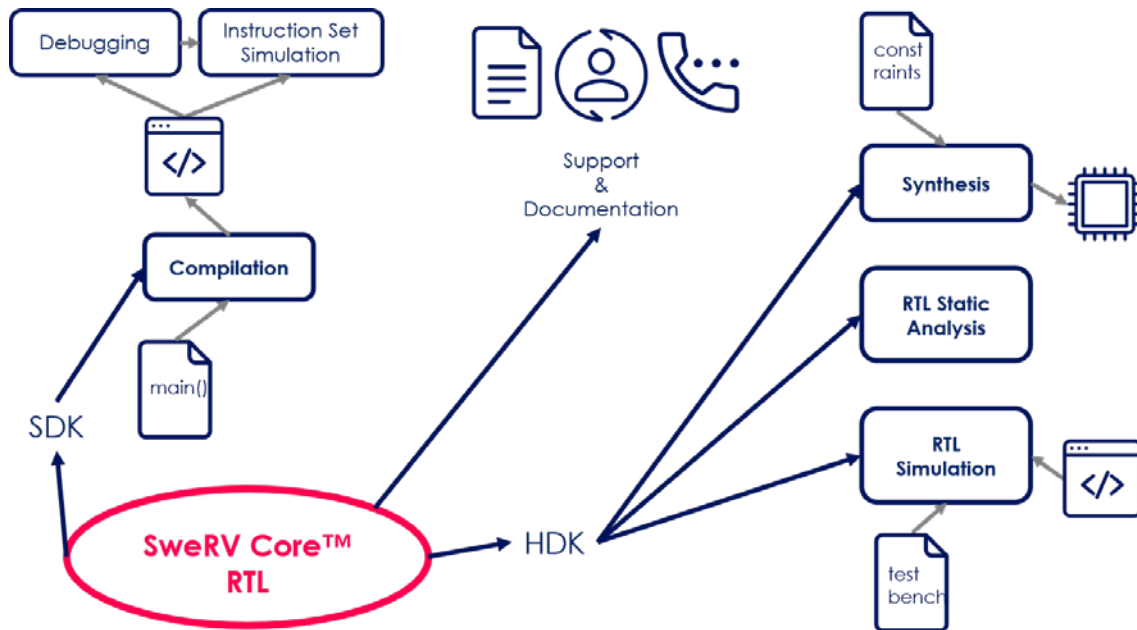 Debugging
Instruction Set
Simulation
</>
Compilation
main()
SDK
SweRV Core™
RTL
Support
&
Documentation
HDK
const
raints
Synthesis
RTL Static
Analysis
RTL
Simulation
</>
test
bench